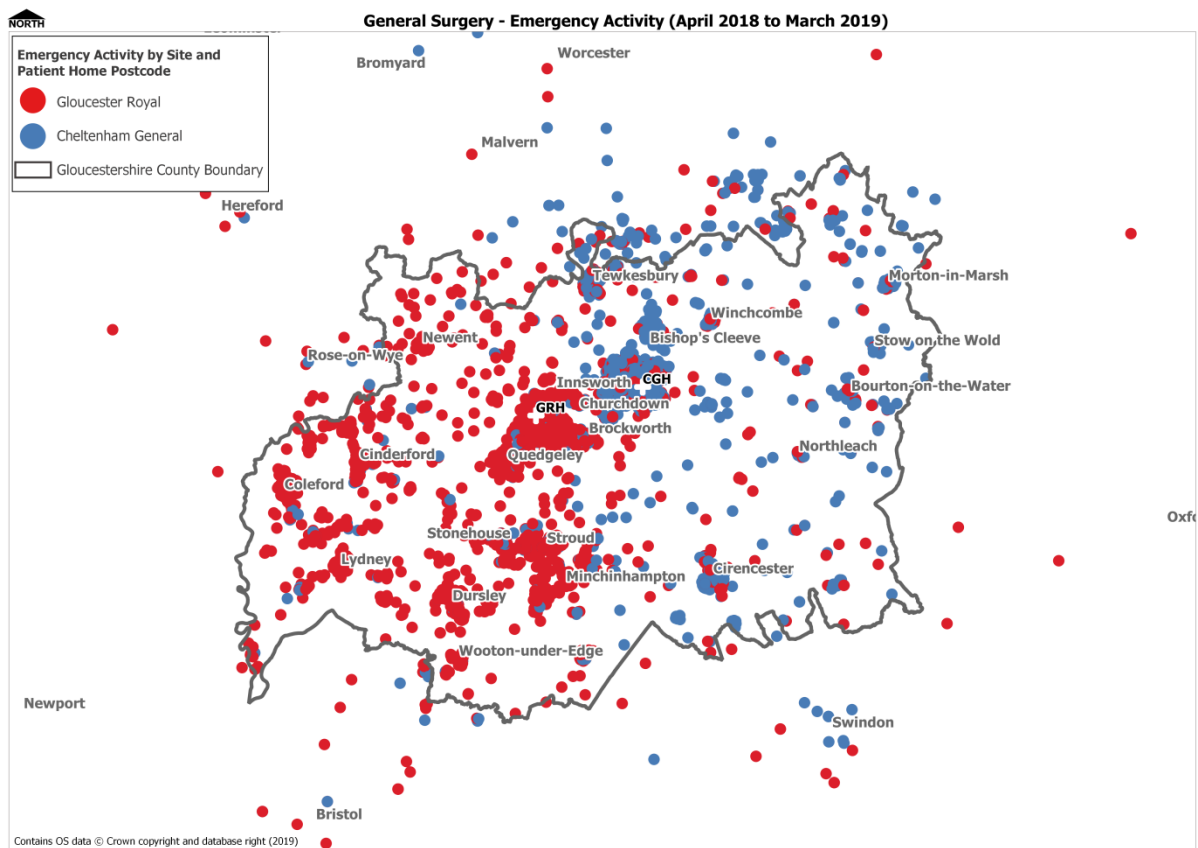 NORTH
General Surgery - Emergency Activity (April 2018 to March 2019)
Emergency Activity by Site and
Patient Home Postcode
Gloucester Royal
Cheltenham General
Gloucestershire County Boundary
Worcester
Bromyard
Malvern
Hereford
Tewkesbury
Morton-in-Marsh
Winchcombe
Newent
Bishop's Cleeve
Stow on the Wold
Rose-on-Wye
Innsworth
CGH
Bourton-on-the-Water
GRH
Churchdown
Brockworth
Northleach
Cinderford
Quedgeley
Coleford
Oxfo
Stonehouse
Stroud
Lydney
Minchinhampton
Cirencester
Dursley
Wooton-under-Edge
Newport
Swindon
Bristol
Contains OS data © Crown copyright and database right (2019)